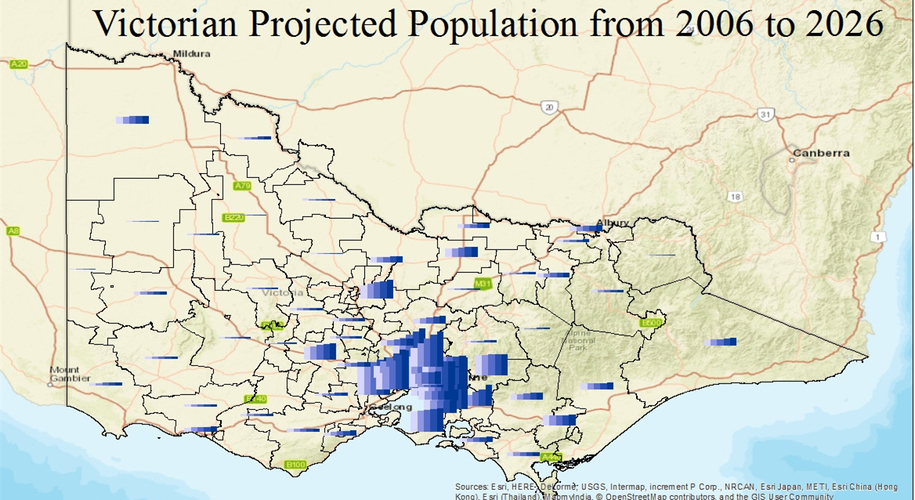 Victorian Projected Population from 2006 to 2026
Mildura
A20
20
31
Canberra
A79
18
B220
Albury
A8
1
M31
Victoria
B500
National
Park
Mount
Gambier
B140
B100
Sources: Esri, HERE, DeLorme, USGS, Intermap, increment P Corp., NRCAN, Esri Japan, METI, Esri China (Hong
Kong), Esri (Thailand), MapmyIndia, © OpenStreetMap contributors, and the GIS User Community